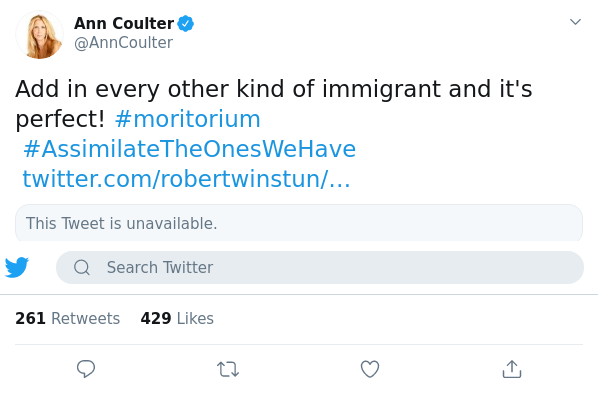 Ann Coulter
@AnnCoulter
Add in every other kind of immigrant and it's
perfect! #moritorium
#AssimilateTheOnesWeHave
twitter.com/robertwinstun/...
This Tweet is unavailable.
Search Twitter
261 Retweets 429 Likes